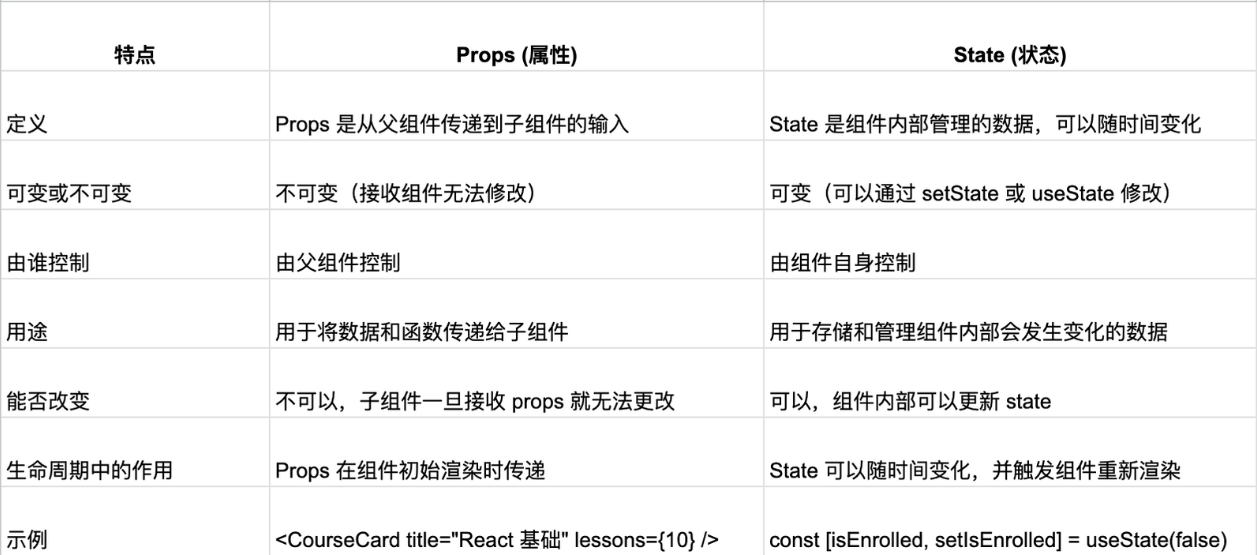 特点 Props (属性) State (状态)
定义 Props 是从父组件传递到子组件的输入 State 是组件内部管理的数据，可以随时间变化
可变或不可变 不可变（接收组件无法修改） 可变（可以通过 setState 或 useState 修改）
由谁控制 由父组件控制 由组件自身控制
用途 用于将数据和函数传递给子组件 用于存储和管理组件内部会发生变化的数据
能否改变 不可以，子组件一旦接收 props 就无法更改 可以，组件内部可以更新 state
生命周期中的作用 Props 在组件初始渲染时传递 State 可以随时间变化，并触发组件重新渲染
示例 <CourseCard title="React 基础" lessons={10} /> const [isEnrolled, setIsEnrolled] = useState(false)